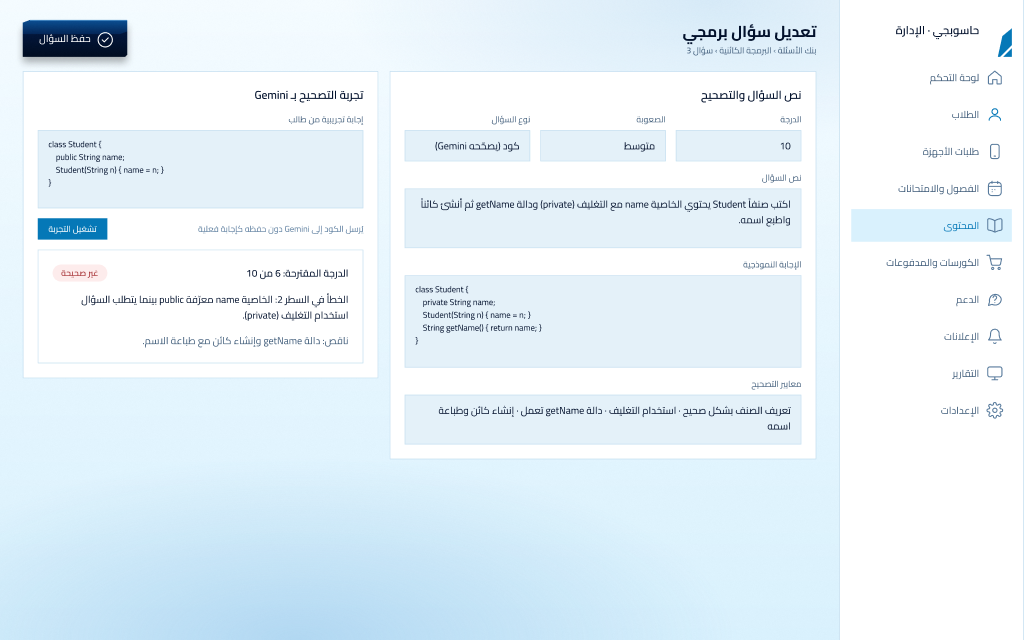 حاسوبجي · الإدارة
لوحة التحكم
الطلاب
طلبات الأجهزة
الفصول والامتحانات
المحتوى
الكورسات والمدفوعات
الدعم
الإعلانات
التقارير
الإعدادات
تعديل سؤال برمجي
بنك الأسئلة › البرمجة الكائنية › سؤال 3
حفظ السؤال
نص السؤال والتصحيح
الدرجة
الصعوبة
نوع السؤال
10
متوسط
كود (يصحّحه Gemini)
نص السؤال
اكتب صنفاً Student يحتوي الخاصية name مع التغليف (private) ودالة getName ثم أنشئ كائناً
واطبع اسمه.
الإجابة النموذجية
class Student {
private String name;
Student(String n) { name = n; }
String getName() { return name; }
}
معايير التصحيح
تعريف الصنف بشكل صحيح · استخدام التغليف · دالة getName تعمل · إنشاء كائن وطباعة
اسمه
تجربة التصحيح بـ Gemini
إجابة تجريبية من طالب
class Student {
public String name;
Student(String n) { name = n; }
}
يُرسل الكود إلى Gemini دون حفظه كإجابة فعلية
تشغيل التجربة
الدرجة المقترحة: 6 من 10
غير صحيحة
الخطأ في السطر 2: الخاصية name معرّفة public بينما يتطلب السؤال
استخدام التغليف (private).
ناقص: دالة getName وإنشاء كائن مع طباعة الاسم.